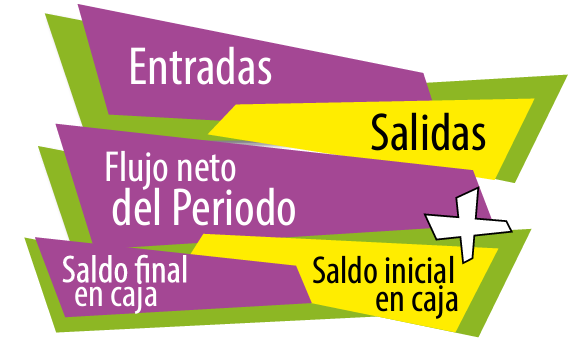 Entradas
Salidas
Flujo neto
del Periodo
Saldo final
en caja
Saldo inicial
en caja